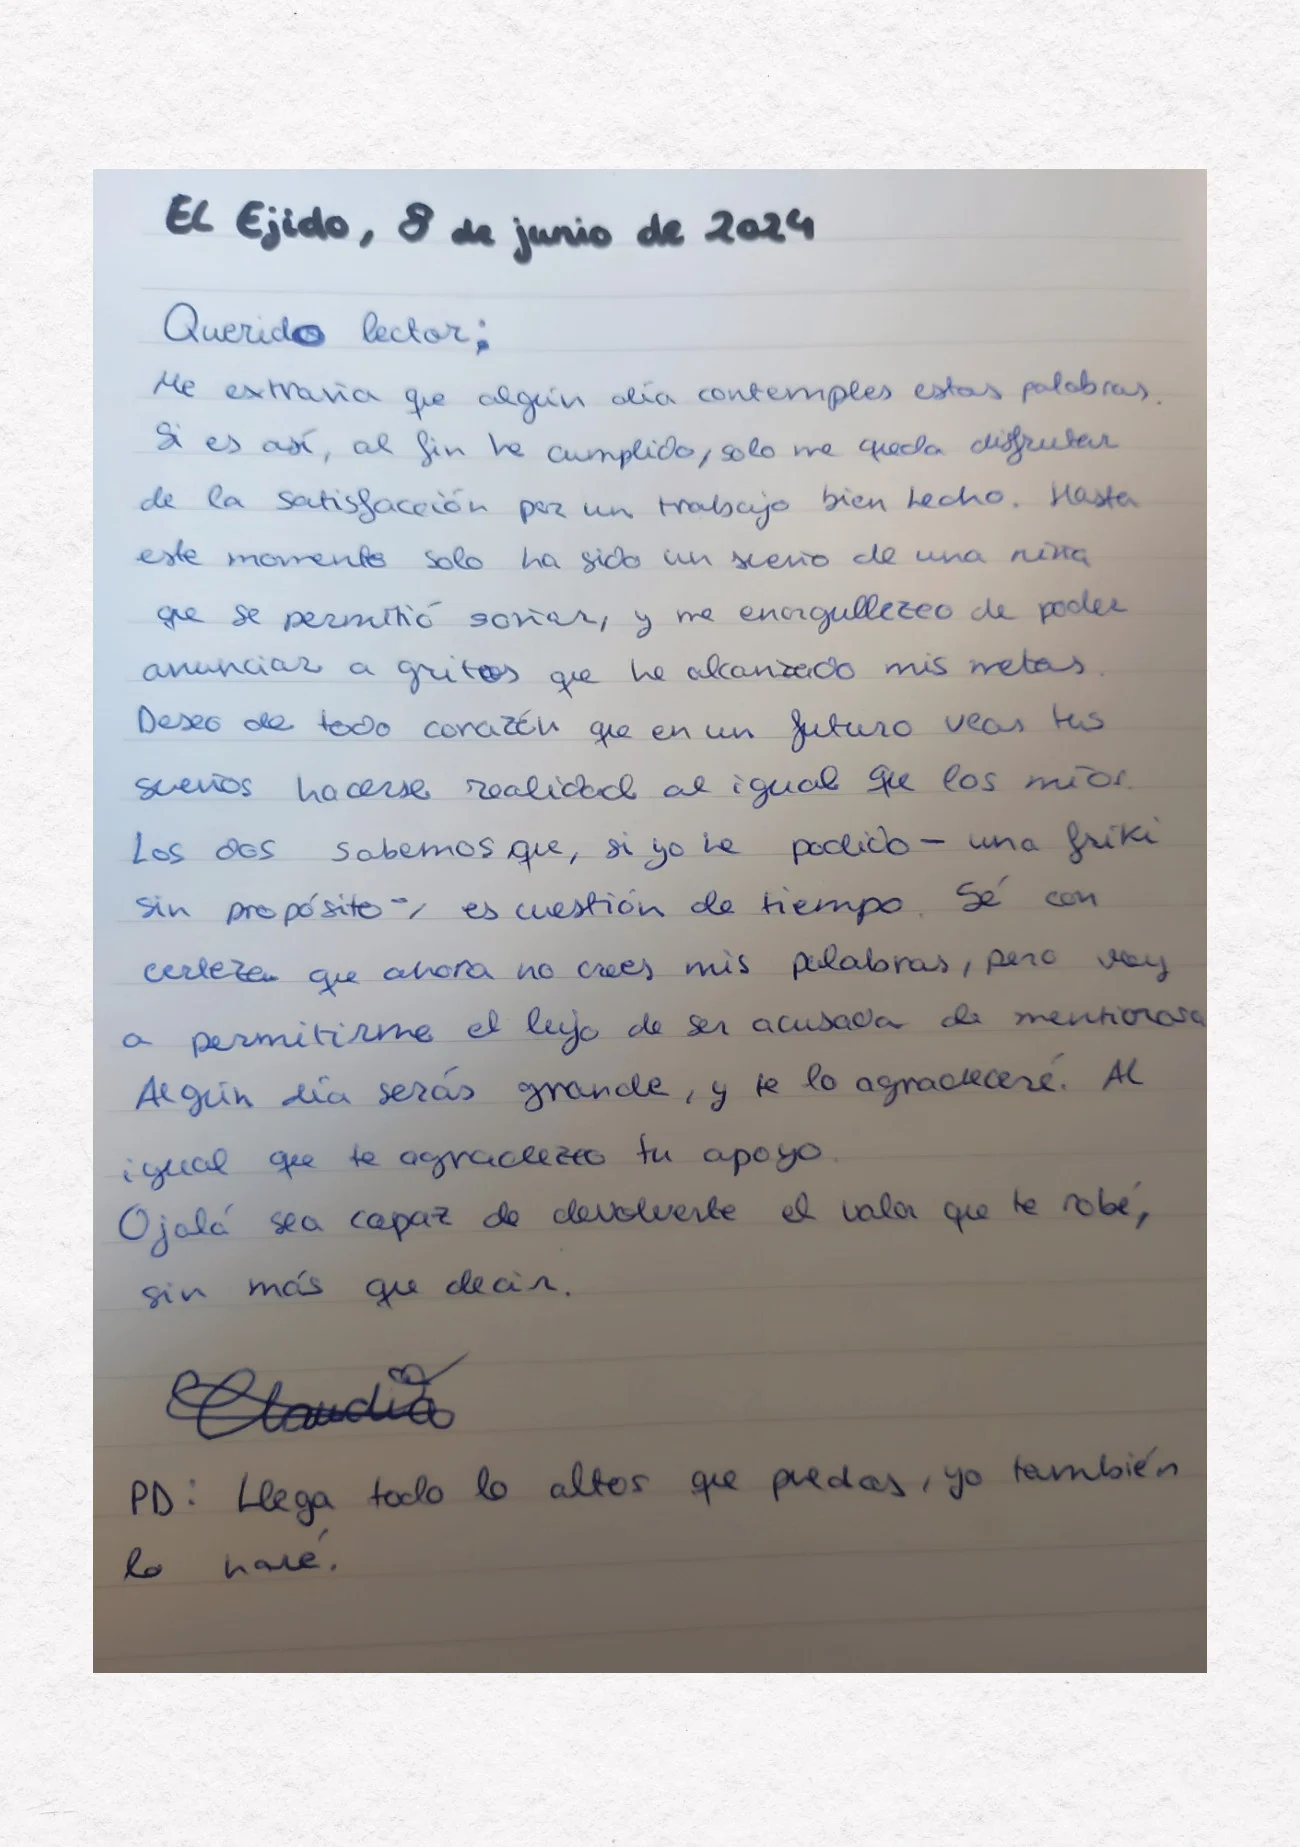 El Ejido, 8 de junio de 2024
Querido lector;
Me extraña que algún día contemples estas palabras.
Si es así, al fin he cumplido, solo me queda disfrutar
de la satisfacción por un trabajo bien hecho. Hasta
este momento solo ha sido un sueño de una niña
que se permitió soñar, y me enorgullezco de poder
anunciar a gritos que he alcanzado mis metas.
Deseo de todo corazón que en un futuro veas tus
sueños hacerse realidad al igual que los míos.
Los dos sabemos que, si yo he podido - una friki
sin propósito -, es cuestión de tiempo. Sé con
certeza que ahora no crees mis palabras, pero voy
a permitirme el lujo de ser acusada de mentirosa
Algún día serás grande, y te lo agradeceré. Al
igual que te agradezco tu apoyo.
Ojalá sea capaz de devolverte el valor que te robé,
sin más que decir.
Claudia
PD: Llega todo lo altos que puedas, yo también
lo haré.